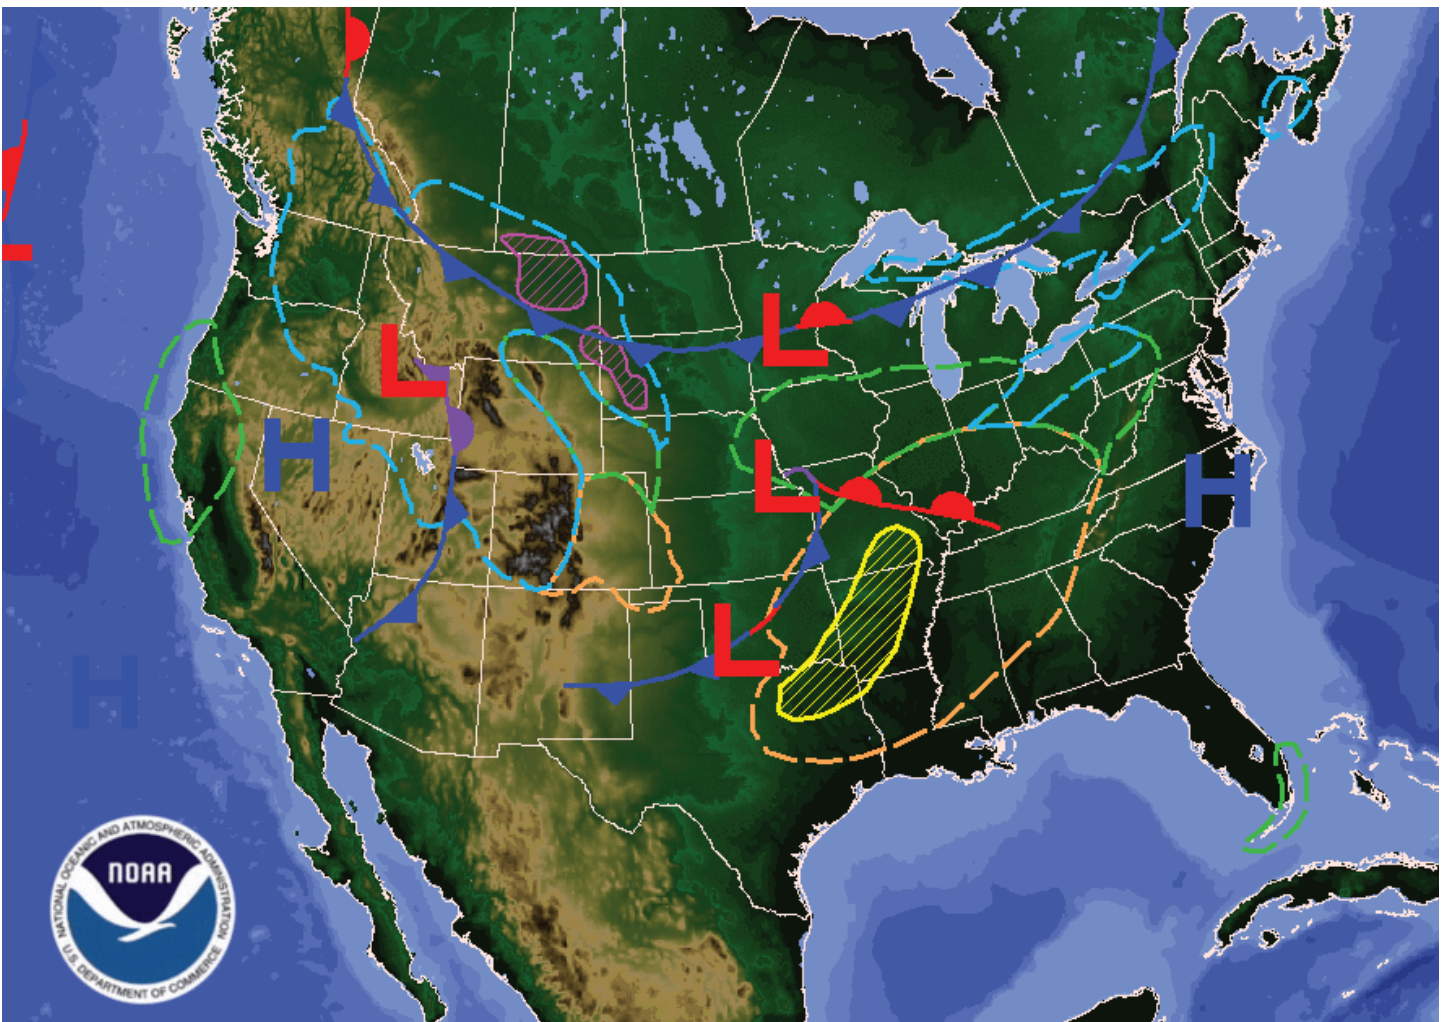 L
L
H
L
H
L
H
NATIONAL OCEANIC AND ATMOSPHERIC ADMINISTRATION
NOAA
U.S. DEPARTMENT OF COMMERCE